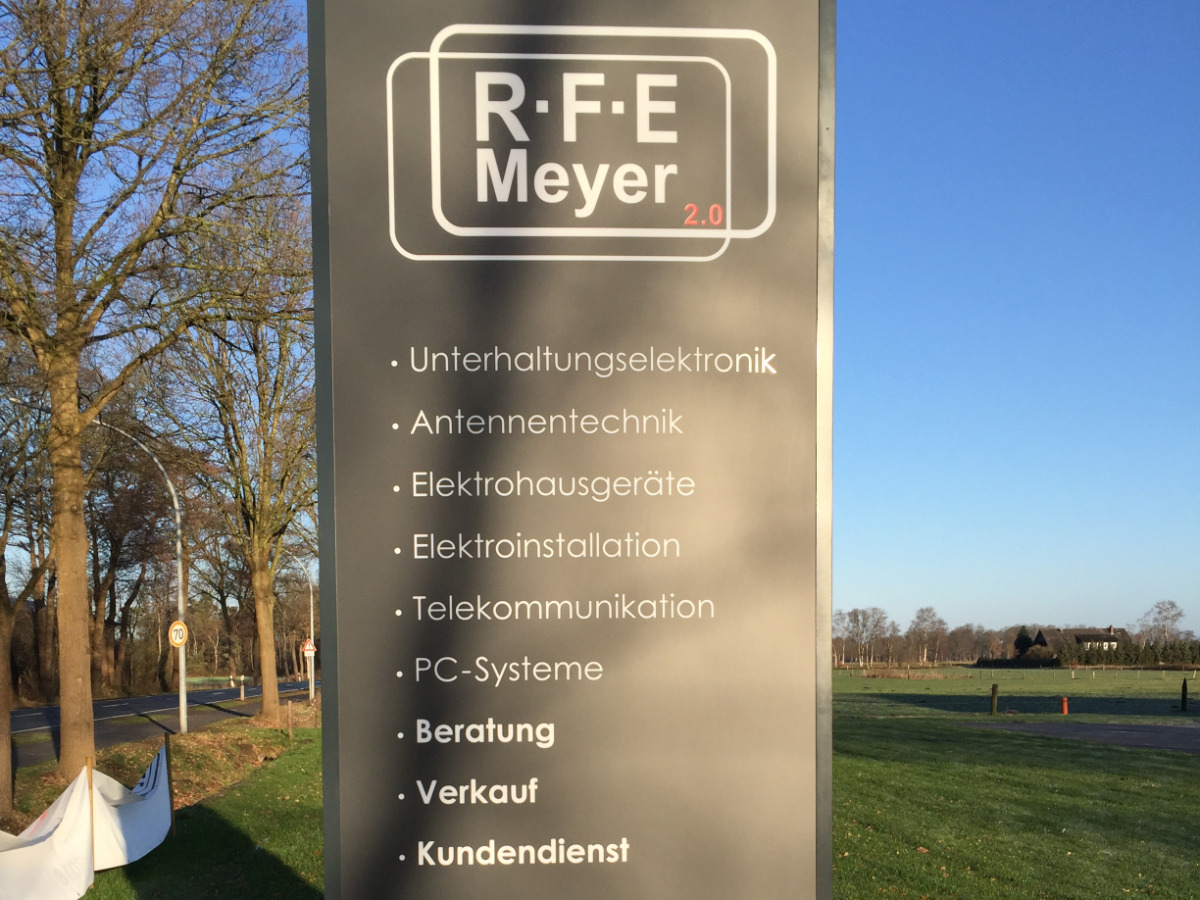 R·F·E
Meyer
2.0
• Unterhaltungselektronik
• Antennentechnik
• Elektrohausgeräte
• Elektroinstallation
• Telekommunikation
• PC-Systeme
• Beratung
• Verkauf
• Kundendienst
70